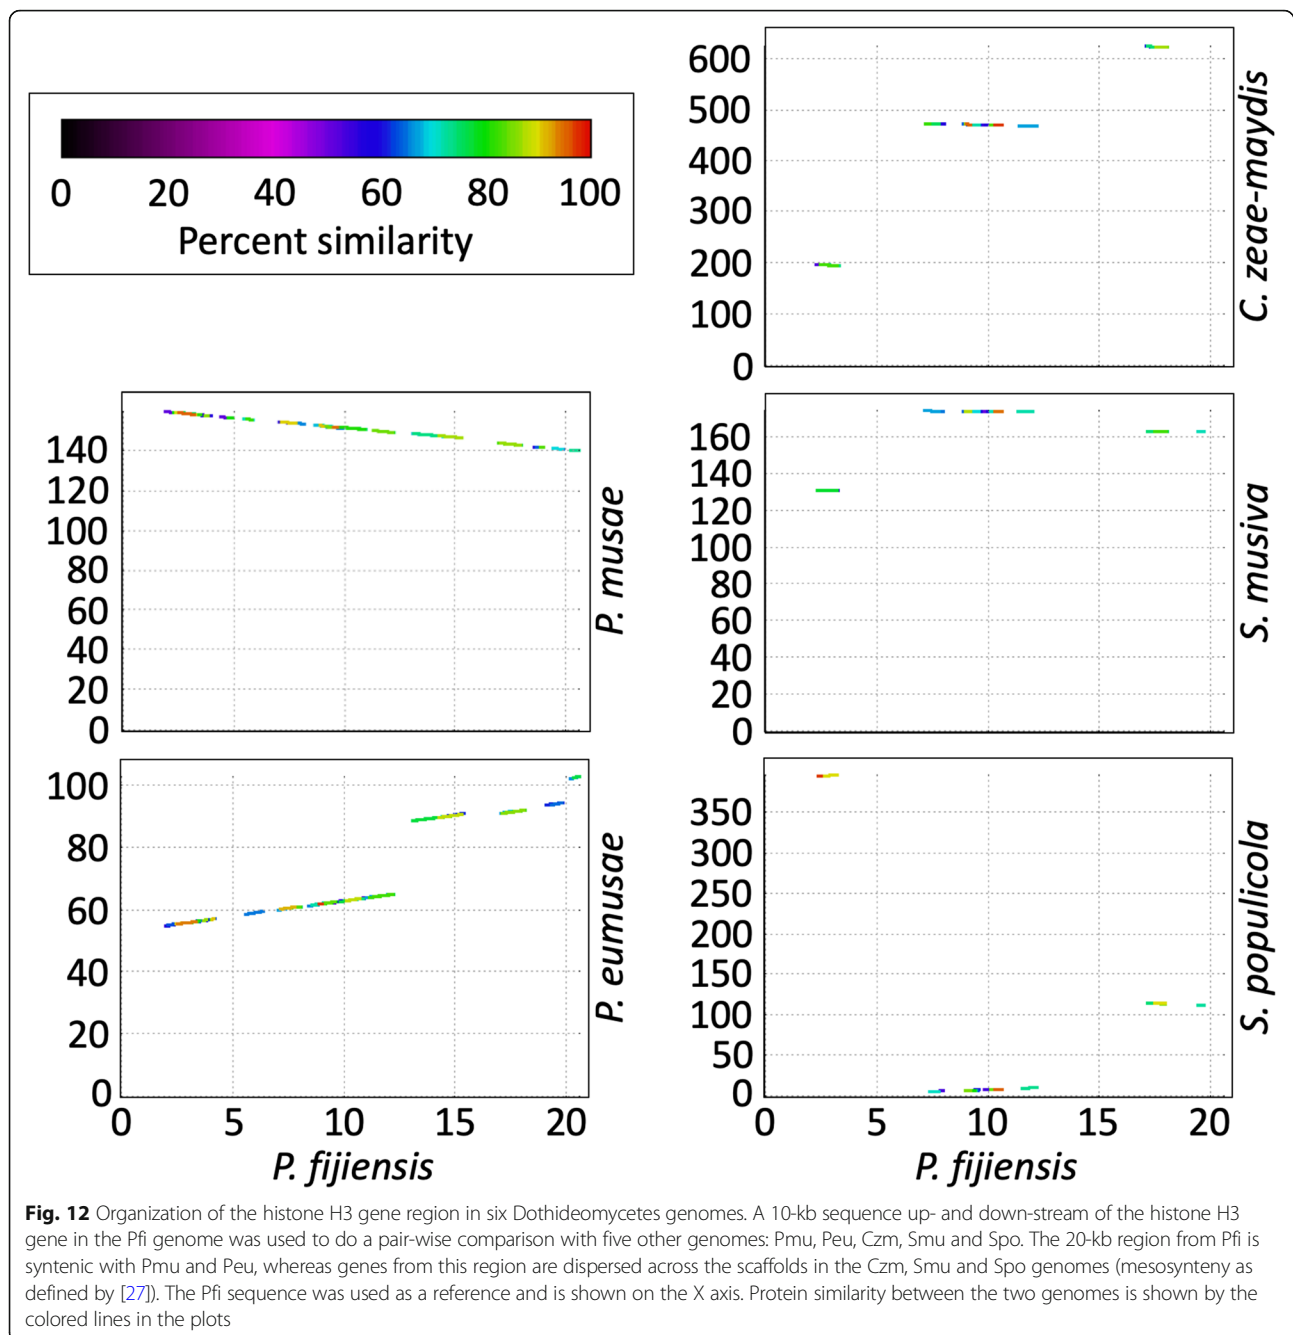 0 20 40 60 80 100
Percent similarity
600
500
400
300
200
100
0
C. zeae-maydis
140
120
100
80
60
40
20
0
P. musae
160
140
120
100
80
60
40
20
0
S. musiva
100
80
60
40
20
0
P. eumusae
0 5 10 15 20
P. fijiensis
350
300
250
200
150
100
50
0
S. populicola
0 5 10 15 20
P. fijiensis
Fig. 12 Organization of the histone H3 gene region in six Dothideomycetes genomes. A 10-kb sequence up- and down-stream of the histone H3
gene in the Pfi genome was used to do a pair-wise comparison with five other genomes: Pmu, Peu, Czm, Smu and Spo. The 20-kb region from Pfi is
syntenic with Pmu and Peu, whereas genes from this region are dispersed across the scaffolds in the Czm, Smu and Spo genomes (mesosynteny as
defined by [27]). The Pfi sequence was used as a reference and is shown on the X axis. Protein similarity between the two genomes is shown by the
colored lines in the plots